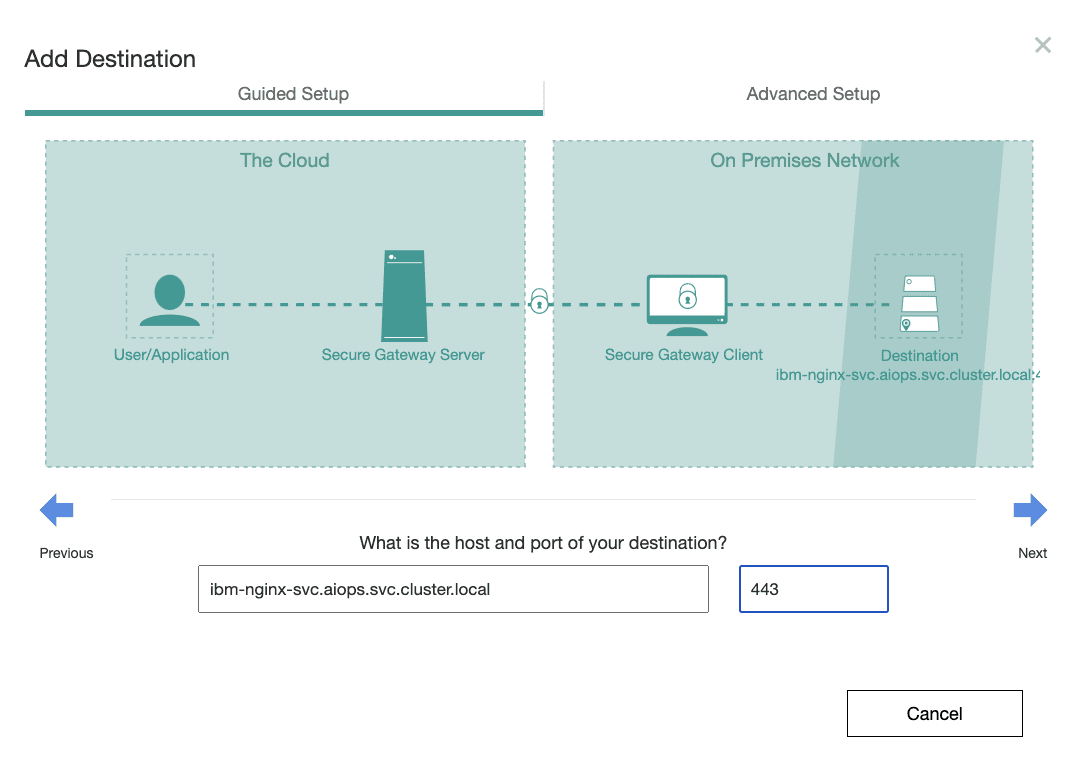 Add Destination
Guided Setup
Advanced Setup
The Cloud
On Premises Network
User/Application
Secure Gateway Server
Secure Gateway Client
Destination
ibm-nginx-svc.aiops.svc.cluster.local:4
Previous
Next
What is the host and port of your destination?
ibm-nginx-svc.aiops.svc.cluster.local
443
Cancel